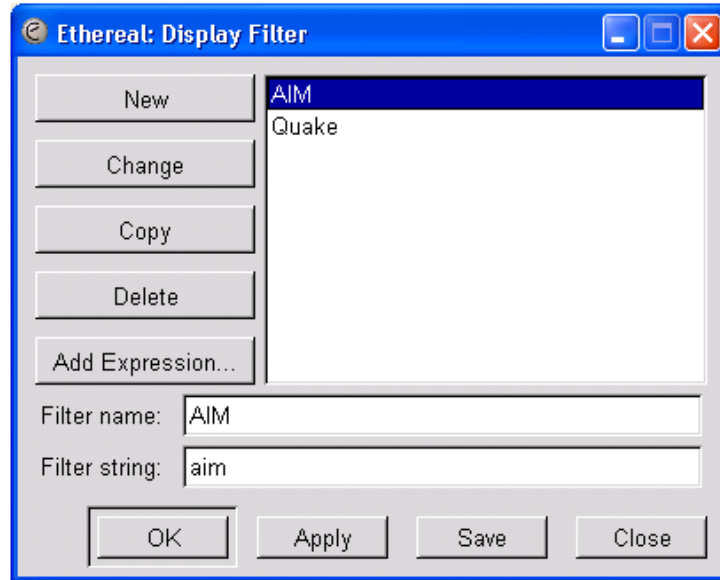 Ethereal: Display Filter
New
AIM
Quake
Change
Copy
Delete
Add Expression...
Filter name: AIM
Filter string: aim
OK Apply Save Close